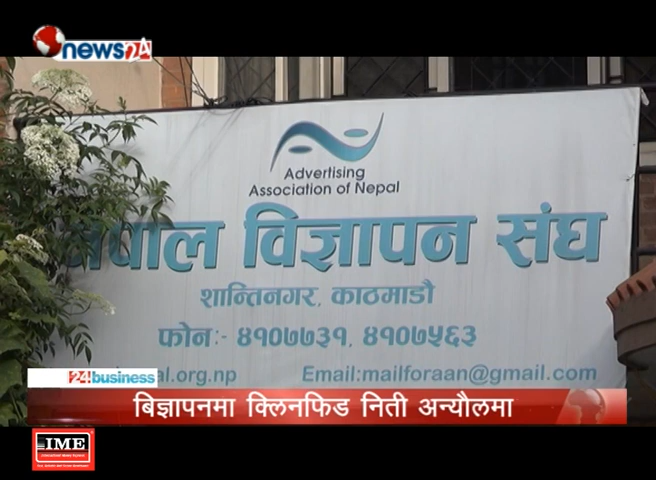 news24
Advertising
Association of Nepal
नेपाल विज्ञापन संघ
शान्तिनगर, काठमाडौ
फोन:- ४१०७७३१, ४१०७५६३
al.org.np Email:mailforaan@gmail.com
24business
बिज्ञापनमा क्लिनफिड निती अन्यौलमा
IME